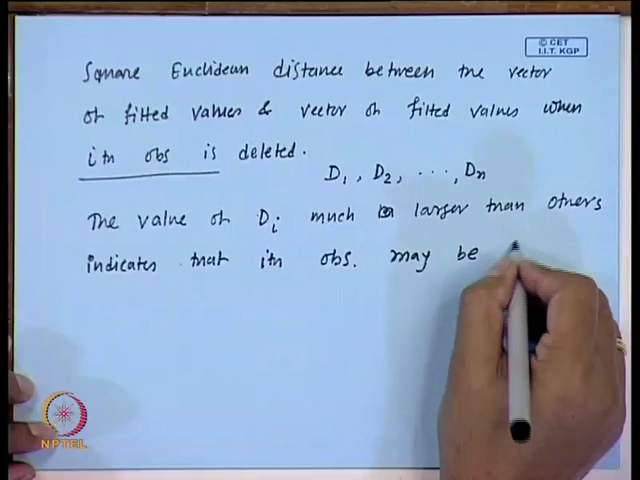 © CET
I.I.T. KGP
Square Euclidean distance between the vector
of fitted values & vector of fitted values when
ith obs is deleted.
D1, D2, ..., Dn
The value of Di much larger than others
indicates that ith obs. may be
NPTEL